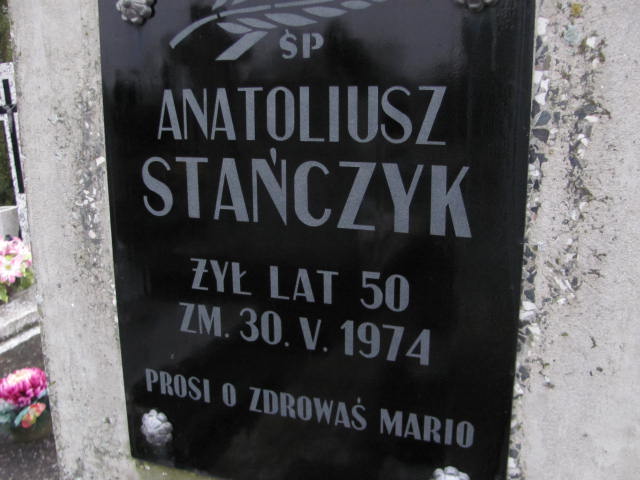 ŚP
ANATOLIUSZ
STAŃCZYK
ŻYŁ LAT 50
ZM. 30. V. 1974
PROSI O ZDROWAŚ MARIO